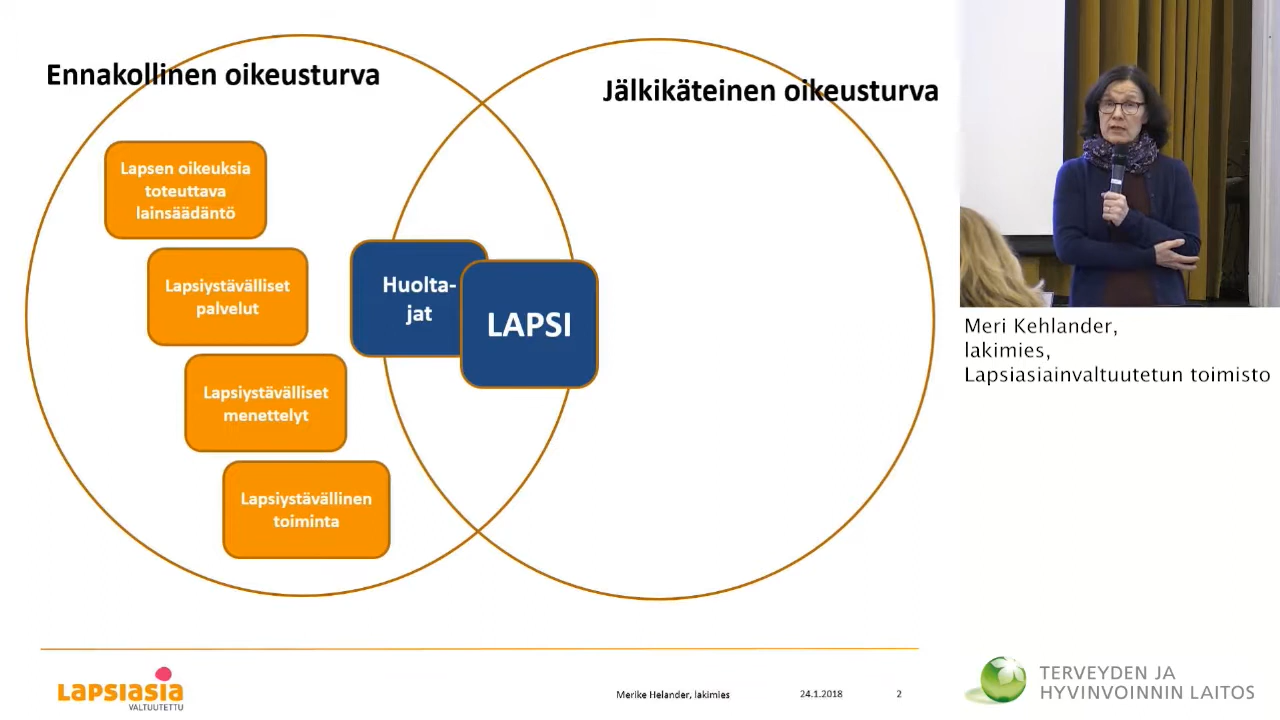 Ennakollinen oikeusturva
Jälkikäteinen oikeusturva
Lapsen oikeuksia
toteuttava
lainsäädäntö
Lapsiystävälliset
palvelut
Lapsiystävälliset
menettelyt
Lapsiystävällinen
toiminta
Huolta-
jat
LAPSI
Meri Kehlander,
lakimies,
Lapsiasiainvaltuutetun toimisto
LAPSIASIA
VALTUUTETTU
Merike Helander, lakimies
24.1.2018
2
TERVEYDEN JA
HYVINVOINNIN LAITOS